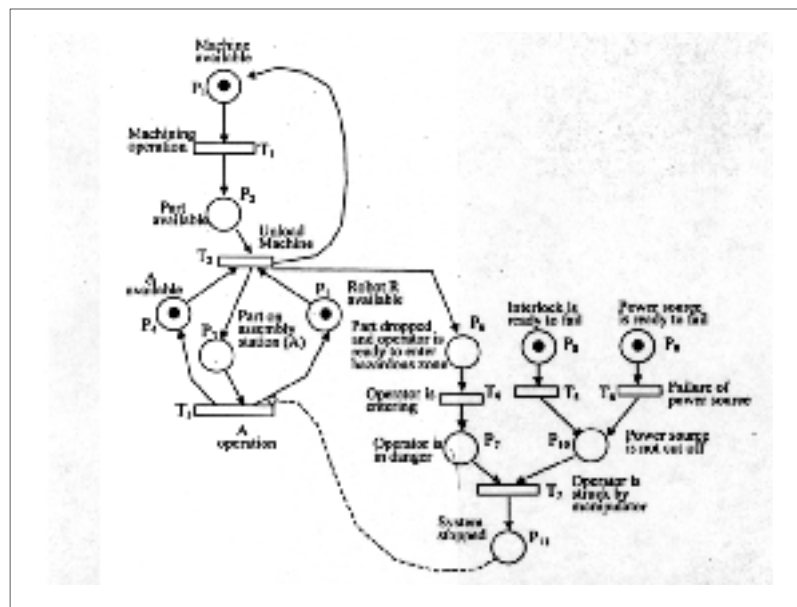 Machine
available
P₁
Machining
operation
T₁
P₂
Part
available
Unload
Machine
T₂
A
available
P₄
P₃
Part on
assembly
station (A)
Robot R
available
T₃
A
operation
Part dropped
and operator is
ready to enter
hazardous zone
P₆
Operator is
entering
T₄
Operator is
in danger
P₇
Interlock is
ready to fail
P₈
T₅
Power source
is ready to fail
P₉
T₆
Failure of
power source
P₁₀
Power source
is not cut off
T₇
Operator is
struck by
manipulator
System
stopped
P₁₁